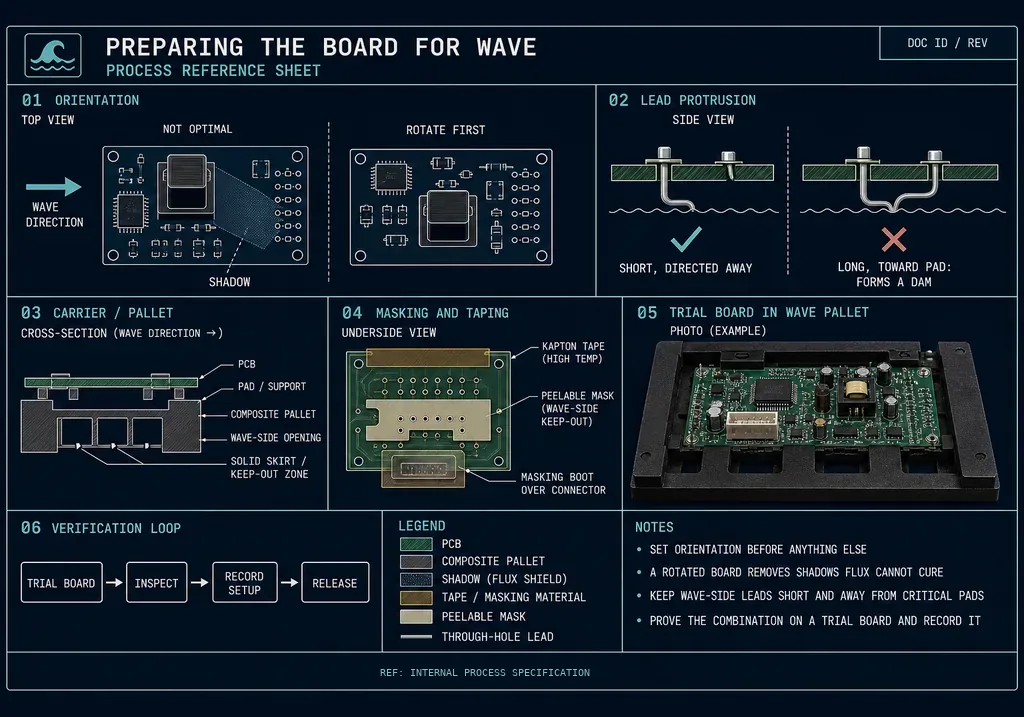 PREPARING THE BOARD FOR WAVE
PROCESS REFERENCE SHEET
DOC ID / REV
01 ORIENTATION
TOP VIEW
NOT OPTIMAL
ROTATE FIRST
WAVE
DIRECTION
SHADOW
02 LEAD PROTRUSION
SIDE VIEW
SHORT, DIRECTED AWAY
LONG, TOWARD PAD:
FORMS A DAM
03 CARRIER / PALLET
CROSS-SECTION (WAVE DIRECTION →)
PCB
PAD / SUPPORT
COMPOSITE PALLET
WAVE-SIDE OPENING
SOLID SKIRT /
KEEP-OUT ZONE
04 MASKING AND TAPING
UNDERSIDE VIEW
KAPTON TAPE
(HIGH TEMP)
PEELABLE MASK
(WAVE-SIDE
KEEP-OUT)
MASKING BOOT
OVER CONNECTOR
05 TRIAL BOARD IN WAVE PALLET
PHOTO (EXAMPLE)
06 VERIFICATION LOOP
TRIAL BOARD
INSPECT
RECORD
SETUP
RELEASE
LEGEND
PCB
COMPOSITE PALLET
SHADOW (FLUX SHIELD)
TAPE / MASKING MATERIAL
PEELABLE MASK
THROUGH-HOLE LEAD
NOTES
• SET ORIENTATION BEFORE ANYTHING ELSE
• A ROTATED BOARD REMOVES SHADOWS FLUX CANNOT CURE
• KEEP WAVE-SIDE LEADS SHORT AND AWAY FROM CRITICAL PADS
• PROVE THE COMBINATION ON A TRIAL BOARD AND RECORD IT
REF: INTERNAL PROCESS SPECIFICATION